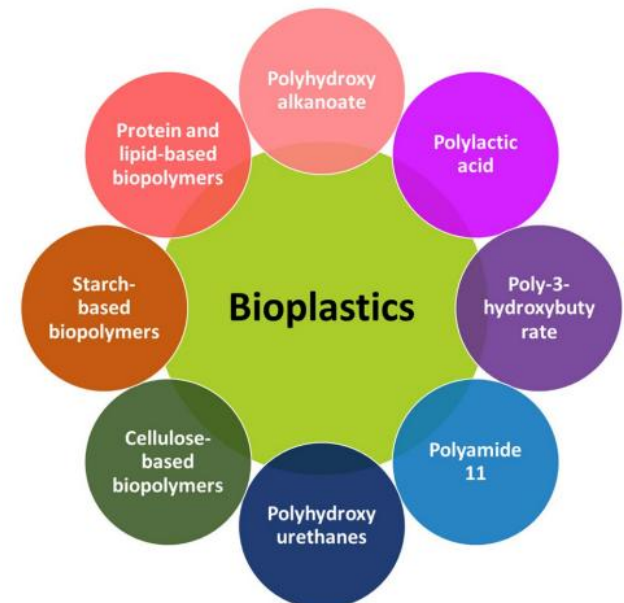 Polyhydroxy
alkanoate
Polylactic
acid
Poly-3-
hydroxybuty
rate
Polyamide
11
Polyhydroxy
urethanes
Cellulose-
based
biopolymers
Starch-
based
biopolymers
Protein and
lipid-based
biopolymers
Bioplastics